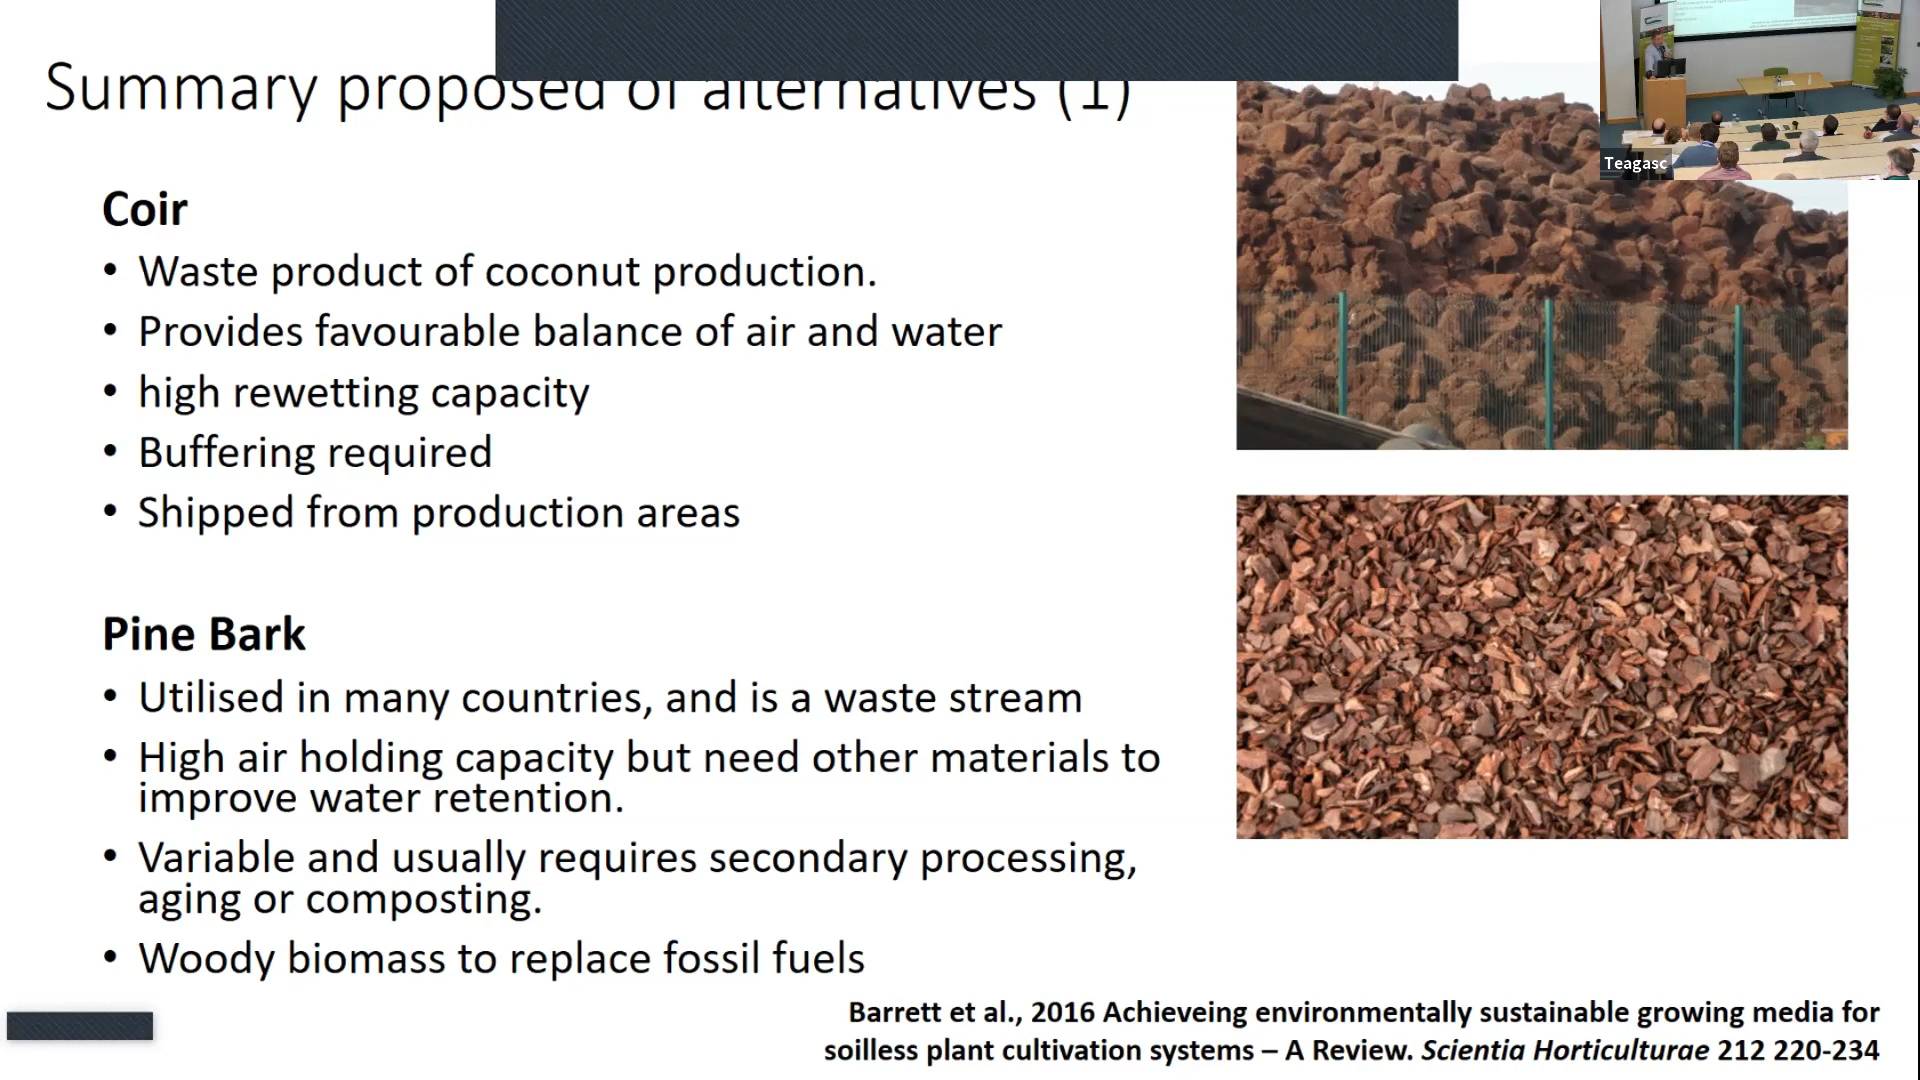 Summary proposed of alternatives (1)
Teagasc
Coir
• Waste product of coconut production.
• Provides favourable balance of air and water
• high rewetting capacity
• Buffering required
• Shipped from production areas
Pine Bark
• Utilised in many countries, and is a waste stream
• High air holding capacity but need other materials to
improve water retention.
• Variable and usually requires secondary processing,
aging or composting.
• Woody biomass to replace fossil fuels
Barrett et al., 2016 Achieveing environmentally sustainable growing media for
soilless plant cultivation systems – A Review. Scientia Horticulturae 212 220-234